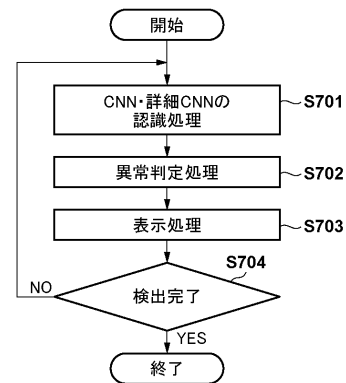 開始
CNN・詳細CNNの
認識処理
S701
異常判定処理
S702
表示処理
S703
S704
検出完了
NO
YES
終了